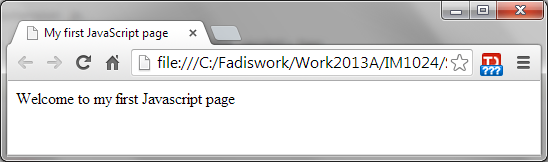 My first JavaScript page
file:///C:/Fadiswork/Work2013A/IM1024/
???
Welcome to my first Javascript page